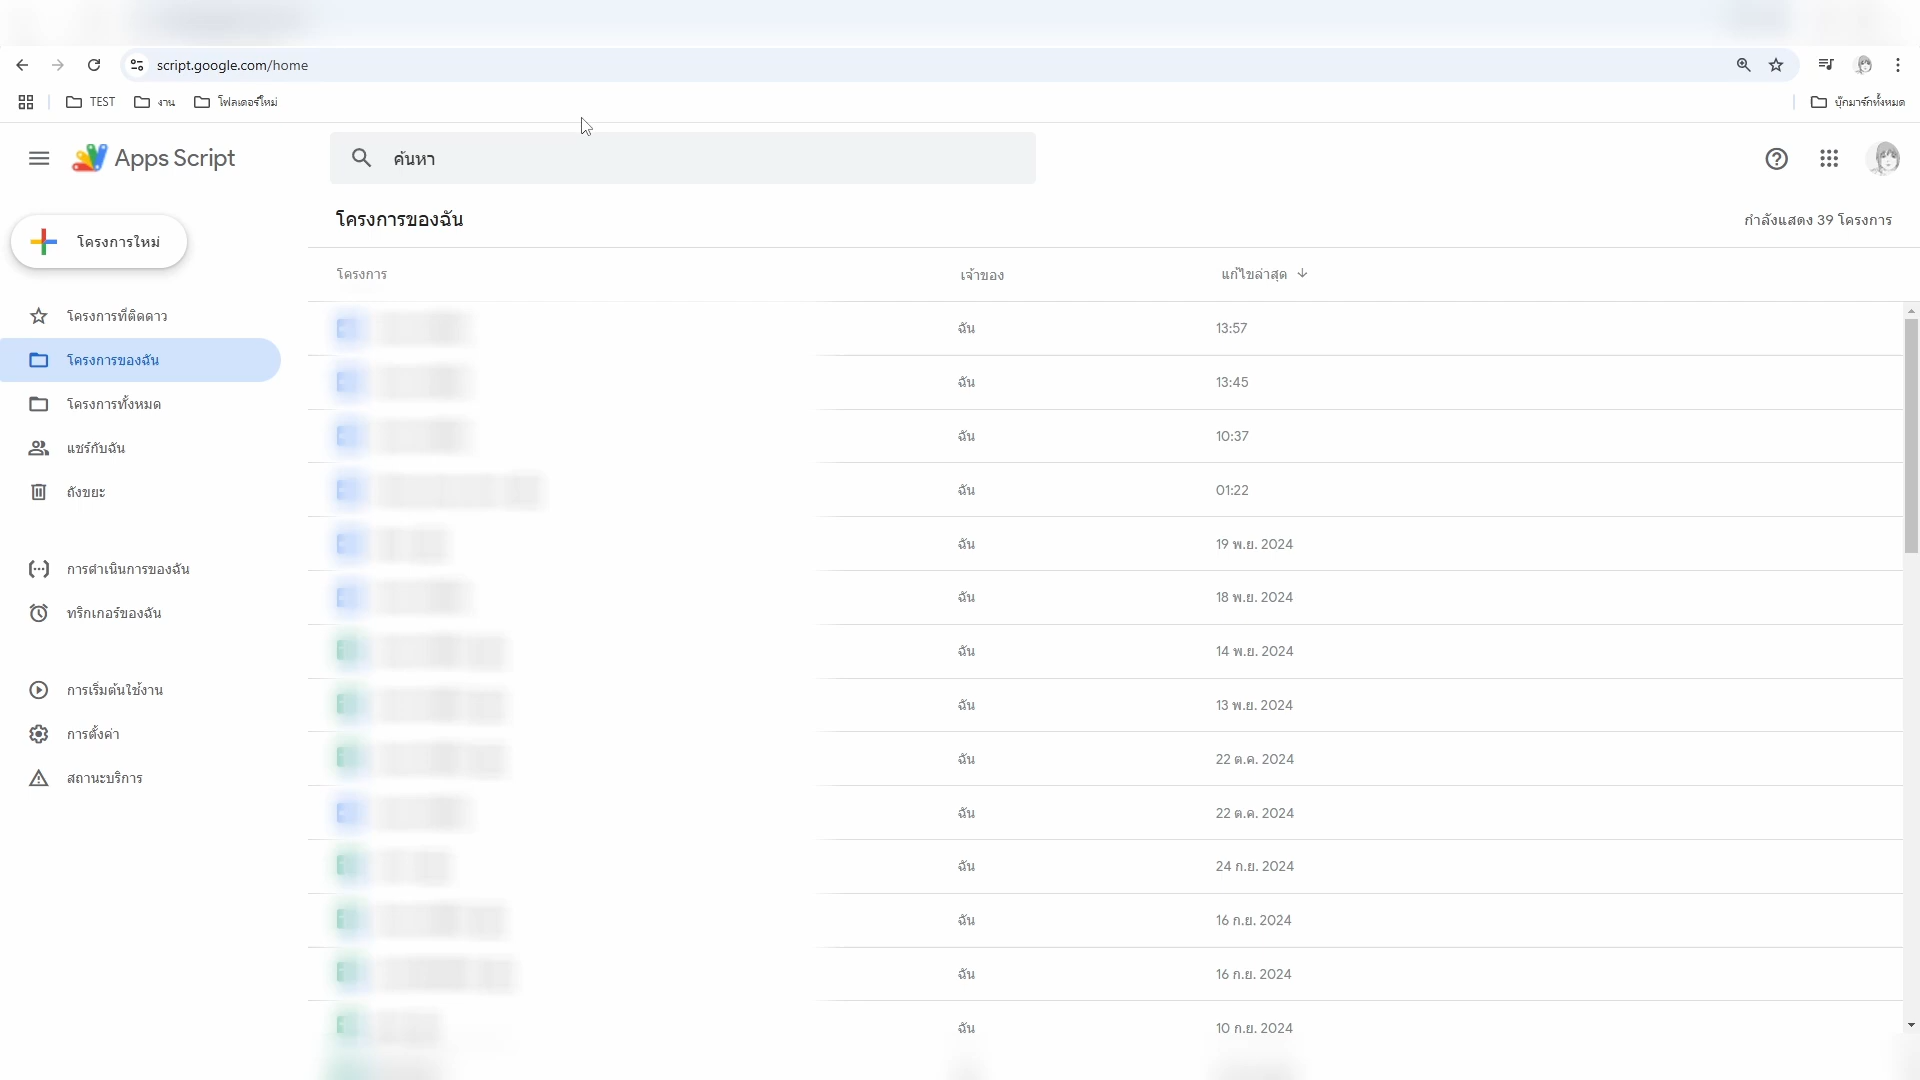 script.google.com/home
TEST
งาน
โฟลเดอร์ใหม่
บุ๊กมาร์กทั้งหมด
Apps Script
ค้นหา
โครงการใหม่
โครงการที่ติดดาว
โครงการของฉัน
โครงการทั้งหมด
แชร์กับฉัน
ถังขยะ
การดำเนินการของฉัน
ทริกเกอร์ของฉัน
การเริ่มต้นใช้งาน
การตั้งค่า
สถานะบริการ
โครงการของฉัน
กำลังแสดง 39 โครงการ
โครงการ เจ้าของ แก้ไขล่าสุด
ฉัน 13:57
ฉัน 13:45
ฉัน 10:37
ฉัน 01:22
ฉัน 19 พ.ย. 2024
ฉัน 18 พ.ย. 2024
ฉัน 14 พ.ย. 2024
ฉัน 13 พ.ย. 2024
ฉัน 22 ต.ค. 2024
ฉัน 22 ต.ค. 2024
ฉัน 24 ก.ย. 2024
ฉัน 16 ก.ย. 2024
ฉัน 16 ก.ย. 2024
ฉัน 10 ก.ย. 2024